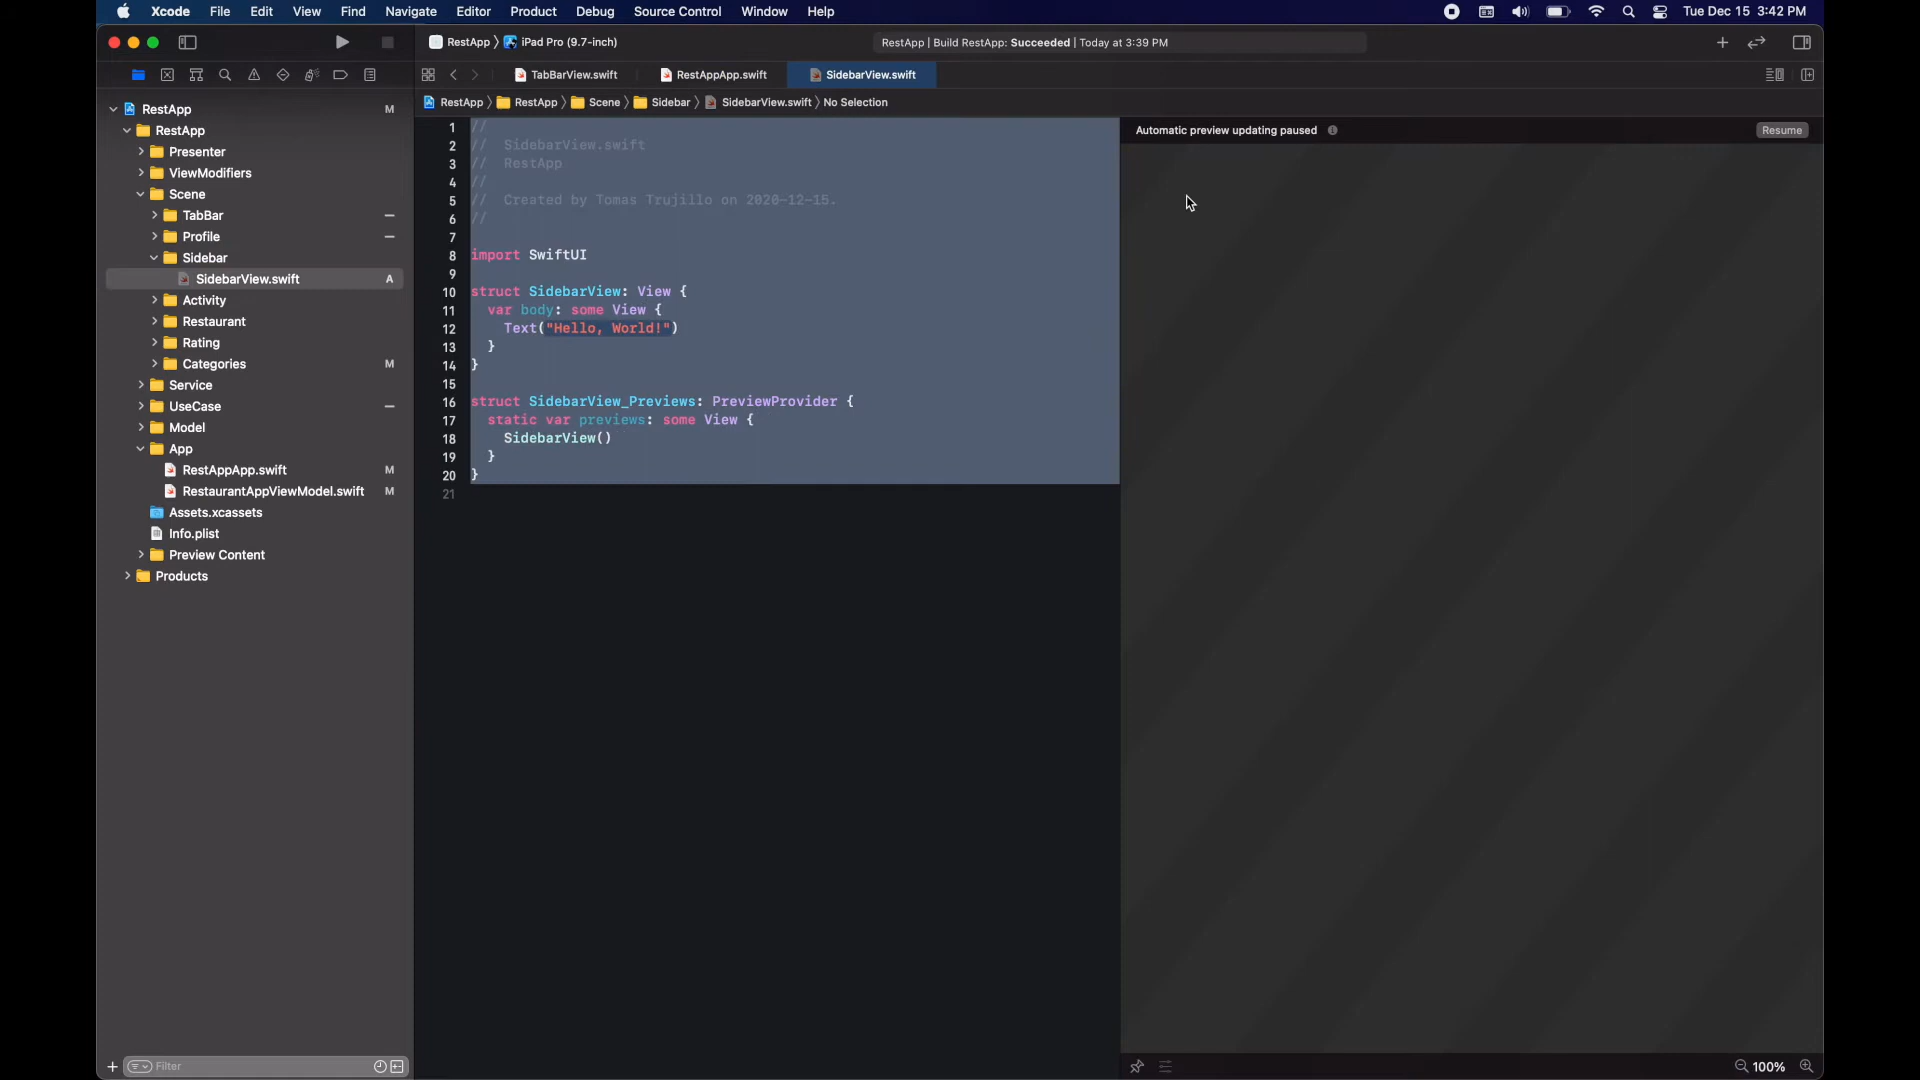 Xcode File Edit View Find Navigate Editor Product Debug Source Control Window Help Tue Dec 15 3:42 PM
RestApp iPad Pro (9.7-inch) RestApp | Build RestApp: Succeeded | Today at 3:39 PM
TabBarView.swift RestAppApp.swift SidebarView.swift
RestApp RestApp Scene Sidebar SidebarView.swift No Selection
RestApp M
RestApp
Presenter
ViewModifiers
Scene
TabBar
Profile
Sidebar
SidebarView.swift A
Activity
Restaurant
Rating
Categories M
Service
UseCase
Model
App
RestAppApp.swift M
RestaurantAppViewModel.swift M
Assets.xcassets
Info.plist
Preview Content
Products
Filter
1 //
2 // SidebarView.swift
3 // RestApp
4 //
5 // Created by Tomas Trujillo on 2020-12-15.
6 //
7
8 import SwiftUI
9
10 struct SidebarView: View {
11 var body: some View {
12 Text("Hello, World!")
13 }
14 }
15
16 struct SidebarView_Previews: PreviewProvider {
17 static var previews: some View {
18 SidebarView()
19 }
20 }
21
Automatic preview updating paused Resume
100%